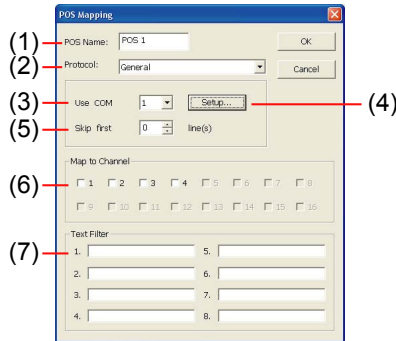 POS Mapping
(1) POS Name: POS 1 OK
(2) Protocol: General Cancel
(3) Use COM 1 Setup... (4)
(5) Skip first 0 line(s)
Map to Channel
(6) 1 2 3 4 5 6 7 8
9 10 11 12 13 14 15 16
Text Filter
(7) 1. 5.
2. 6.
3. 7.
4. 8.